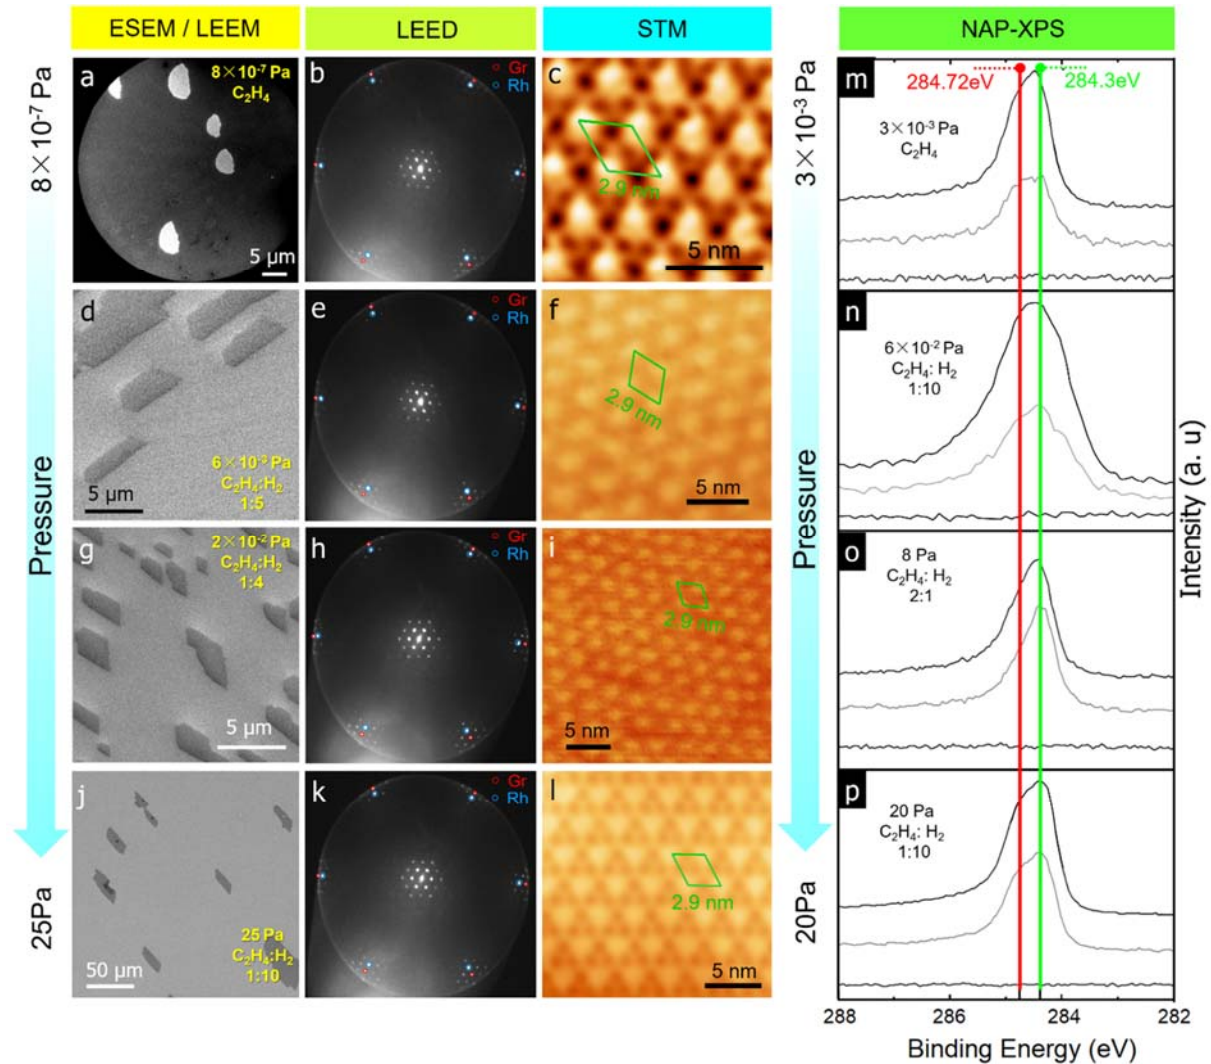 ESEM / LEEM
LEED
STM
NAP-XPS
8×10⁻⁷ Pa
Pressure
25Pa
a
8×10⁻⁷ Pa
C₂H₄
5 μm
b
Gr
Rh
c
2.9 nm
5 nm
d
6×10⁻³ Pa
C₂H₄:H₂
1:5
5 μm
e
Gr
Rh
f
2.9 nm
5 nm
g
2×10⁻² Pa
C₂H₄:H₂
1:4
5 μm
h
Gr
Rh
i
2.9 nm
5 nm
j
25 Pa
C₂H₄:H₂
1:10
50 μm
k
Gr
Rh
l
2.9 nm
5 nm
3×10⁻³ Pa
Pressure
20Pa
m
284.72eV
284.3eV
3×10⁻³ Pa
C₂H₄
n
6×10⁻² Pa
C₂H₄: H₂
1:10
o
8 Pa
C₂H₄: H₂
2:1
p
20 Pa
C₂H₄: H₂
1:10
288
286
284
282
Binding Energy (eV)
Intensity (a. u)